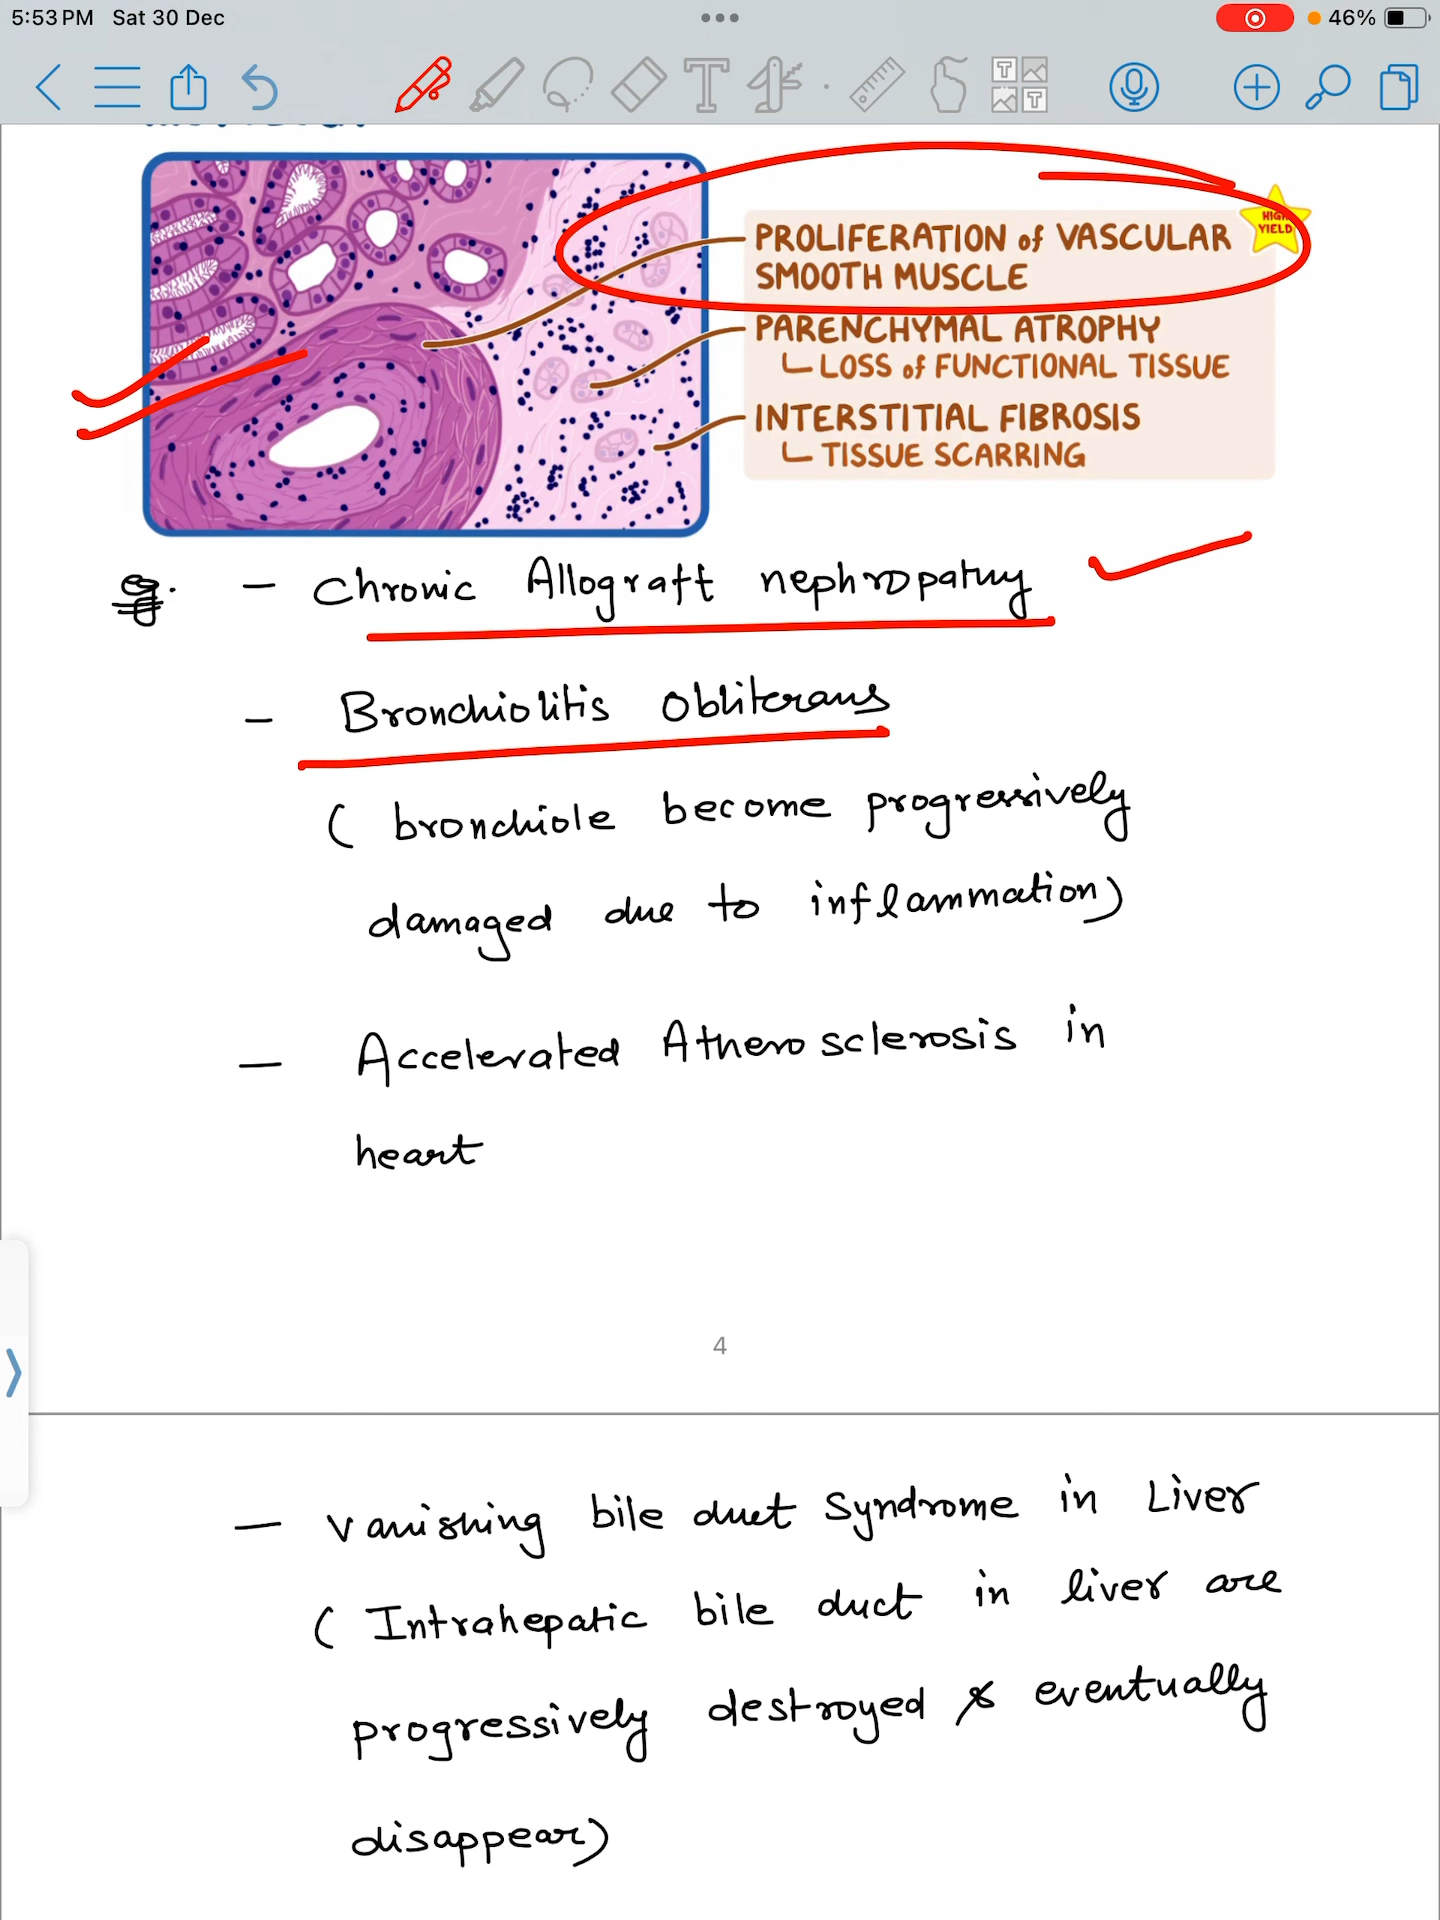 5:53 PM Sat 30 Dec
46%
PROLIFERATION of VASCULAR
SMOOTH MUSCLE
HIGH
YIELD
PARENCHYMAL ATROPHY
LOSS of FUNCTIONAL TISSUE
INTERSTITIAL FIBROSIS
TISSUE SCARRING
eg. - Chronic Allograft nephropathy
- Bronchiolitis Obliterans
( bronchiole become progressively
damaged due to inflammation)
- Accelerated Atherosclerosis in
heart
4
- Vanishing bile duct Syndrome in Liver
( Intrahepatic bile duct in liver are
progressively destroyed & eventually
disappear)